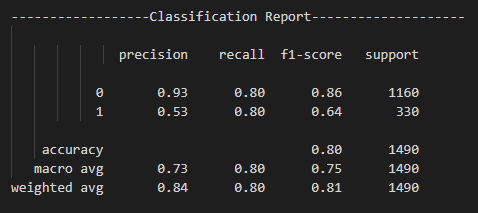 ------------------Classification Report--------------------
precision recall f1-score support
0 0.93 0.80 0.86 1160
1 0.53 0.80 0.64 330
accuracy 0.80 1490
macro avg 0.73 0.80 0.75 1490
weighted avg 0.84 0.80 0.81 1490